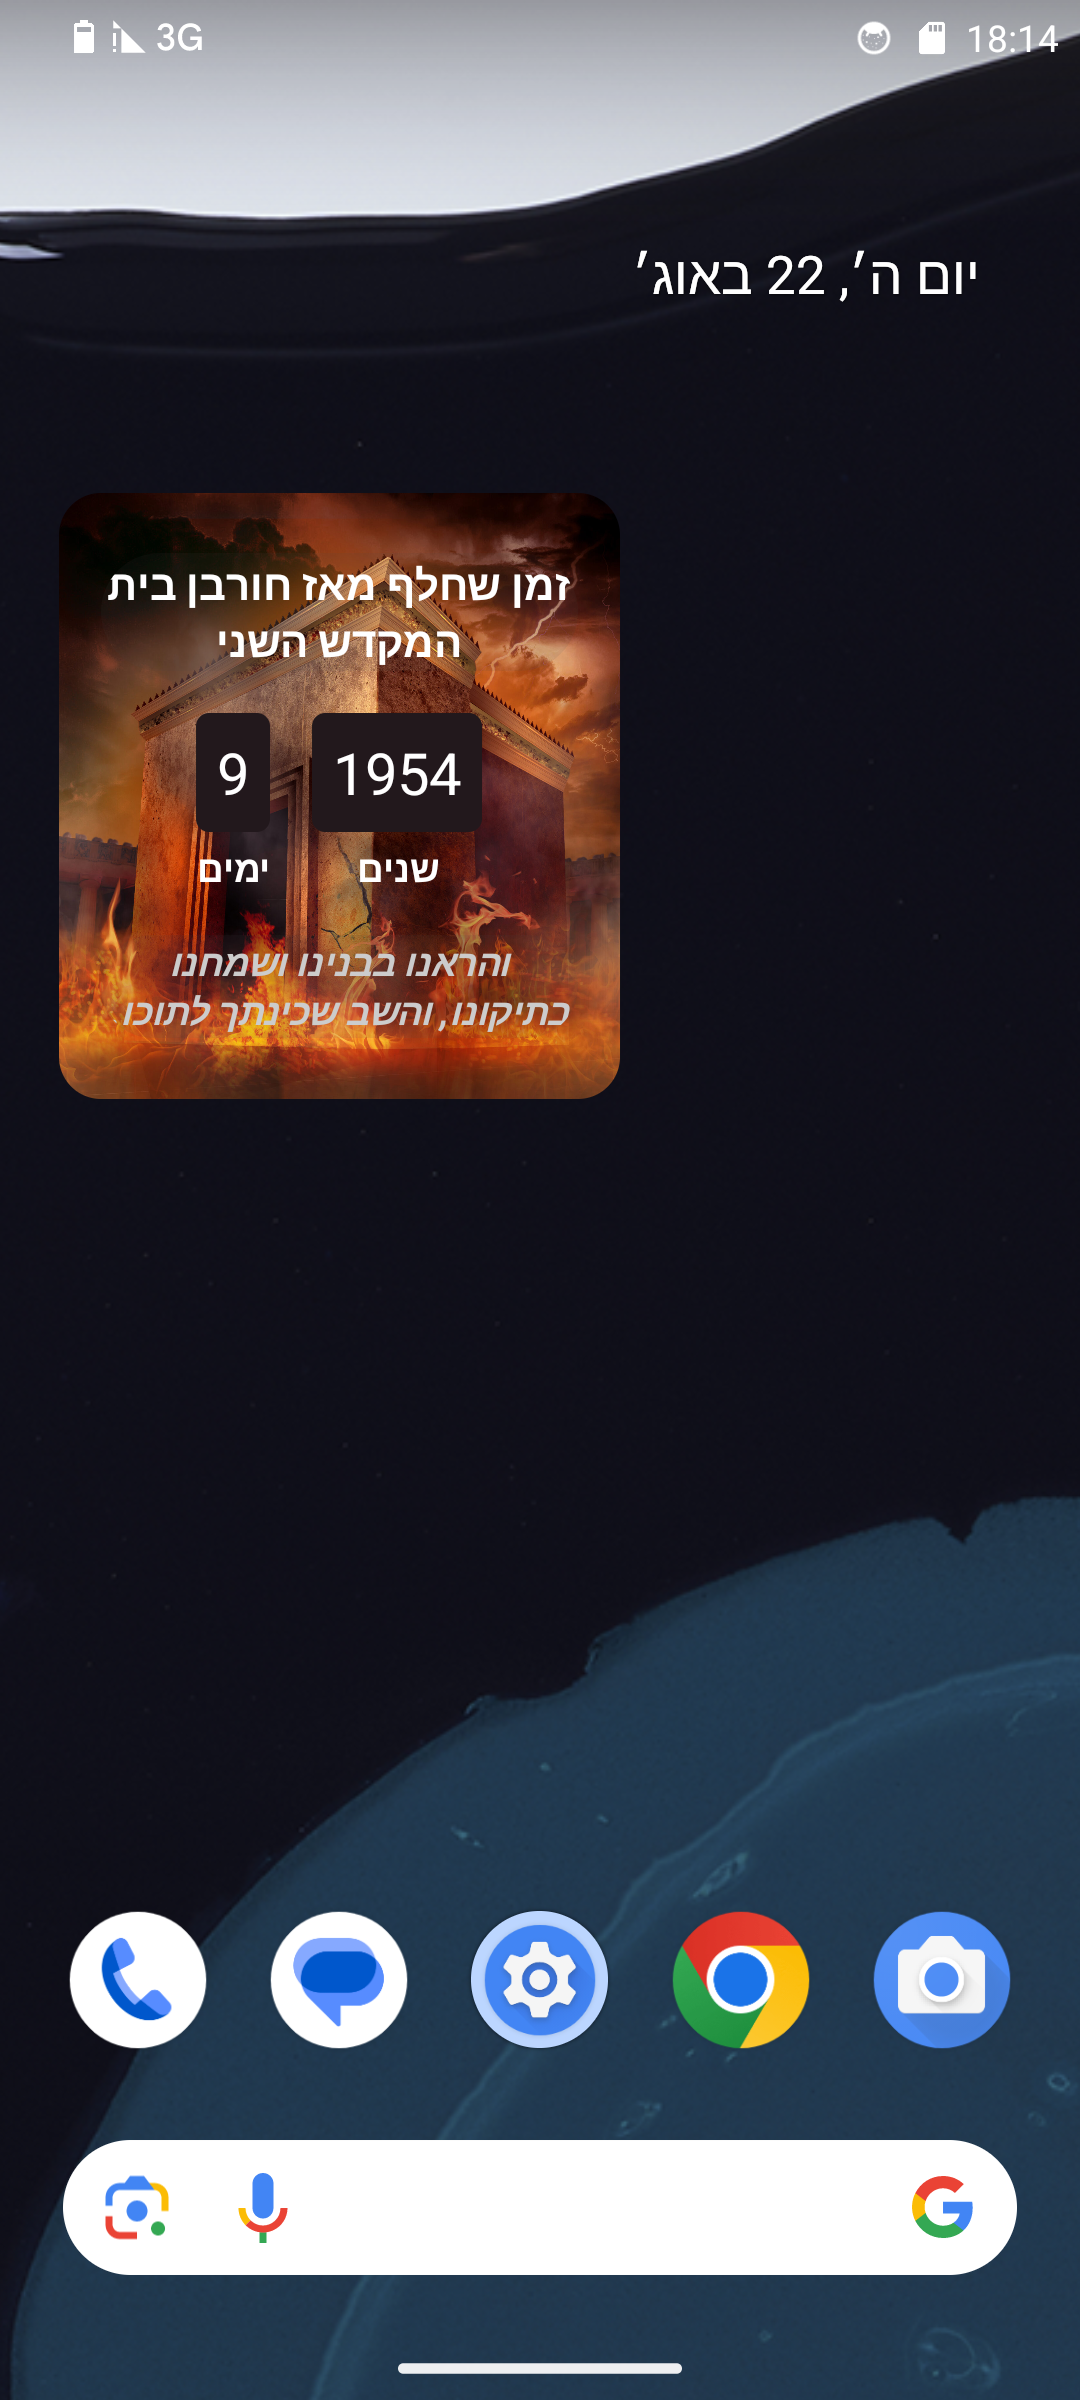 3G
18:14
יום ה׳, 22 באוג׳
זמן שחלף מאז חורבן בית
המקדש השני
1954 9
שנים ימים
והראנו בבנינו ושמחנו
כתיקונו, והשב שכינתך לתוכו